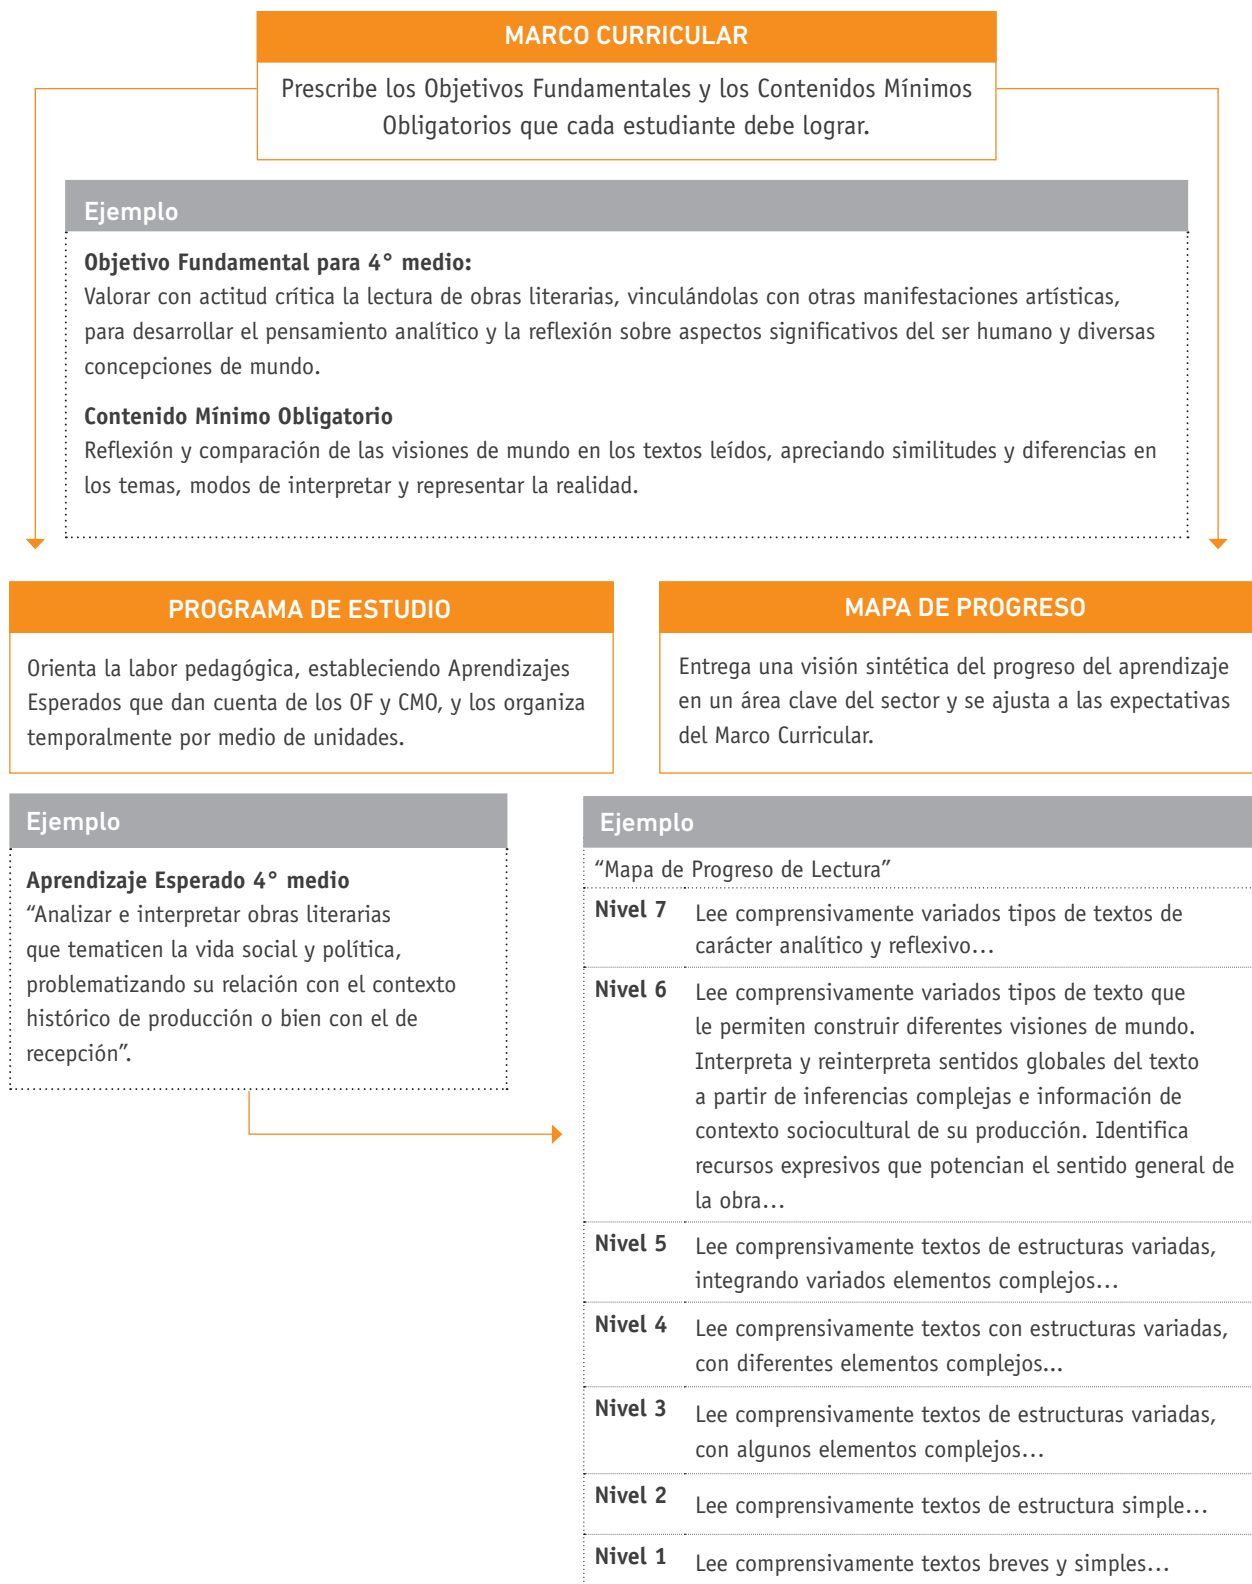 MARCO CURRICULAR
Prescribe los Objetivos Fundamentales y los Contenidos Mínimos
Obligatorios que cada estudiante debe lograr.
Ejemplo
Objetivo Fundamental para 4° medio:
Valorar con actitud crítica la lectura de obras literarias, vinculándolas con otras manifestaciones artísticas,
para desarrollar el pensamiento analítico y la reflexión sobre aspectos significativos del ser humano y diversas
concepciones de mundo.
Contenido Mínimo Obligatorio
Reflexión y comparación de las visiones de mundo en los textos leídos, apreciando similitudes y diferencias en
los temas, modos de interpretar y representar la realidad.
PROGRAMA DE ESTUDIO
Orienta la labor pedagógica, estableciendo Aprendizajes
Esperados que dan cuenta de los OF y CMO, y los organiza
temporalmente por medio de unidades.
MAPA DE PROGRESO
Entrega una visión sintética del progreso del aprendizaje
en un área clave del sector y se ajusta a las expectativas
del Marco Curricular.
Ejemplo
Aprendizaje Esperado 4° medio
“Analizar e interpretar obras literarias
que tematicen la vida social y política,
problematizando su relación con el contexto
histórico de producción o bien con el de
recepción”.
Ejemplo
“Mapa de Progreso de Lectura”
Nivel 7 Lee comprensivamente variados tipos de textos de
carácter analítico y reflexivo…
Nivel 6 Lee comprensivamente variados tipos de texto que
le permiten construir diferentes visiones de mundo.
Interpreta y reinterpreta sentidos globales del texto
a partir de inferencias complejas e información de
contexto sociocultural de su producción. Identifica
recursos expresivos que potencian el sentido general de
la obra…
Nivel 5 Lee comprensivamente textos de estructuras variadas,
integrando variados elementos complejos…
Nivel 4 Lee comprensivamente textos con estructuras variadas,
con diferentes elementos complejos...
Nivel 3 Lee comprensivamente textos de estructuras variadas,
con algunos elementos complejos…
Nivel 2 Lee comprensivamente textos de estructura simple…
Nivel 1 Lee comprensivamente textos breves y simples…